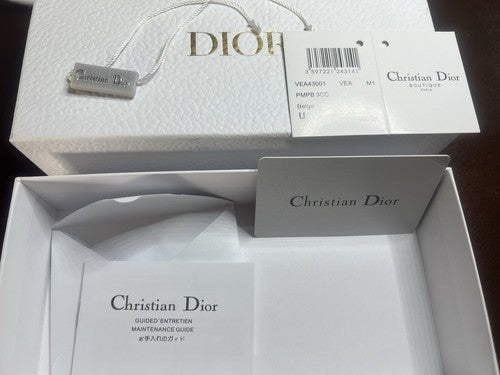 DIOR
Christian Dior
3 597221 243141
VEA43001 VEA M1
PMPB 3CC
Beige
U
Christian Dior
BOUTIQUE
PARIS
Christian Dior
Christian Dior
GUIDED'ENTRETIEN
MAINTENANCE GUIDE
お手入れのガイド